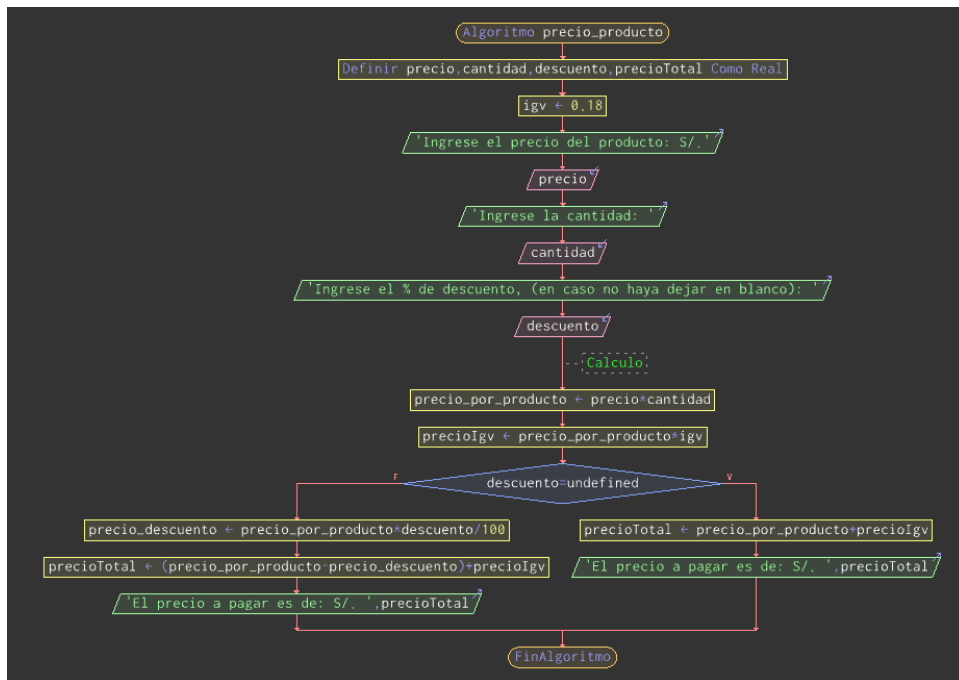 Algoritmo precio_producto
Definir precio,cantidad,descuento,precioTotal Como Real
igv ← 0.18
'Ingrese el precio del producto: S/.'
precio
'Ingrese la cantidad: '
cantidad
'Ingrese el % de descuento, (en caso no haya dejar en blanco): '
descuento
Calculo
precio_por_producto ← precio*cantidad
precioIgv ← precio_por_producto*igv
F
descuento=undefined
V
precio_descuento ← precio_por_producto*descuento/100
precioTotal ← (precio_por_producto-precio_descuento)+precioIgv
'El precio a pagar es de: S/. ',precioTotal
precioTotal ← precio_por_producto+precioIgv
'El precio a pagar es de: S/. ',precioTotal
FinAlgoritmo